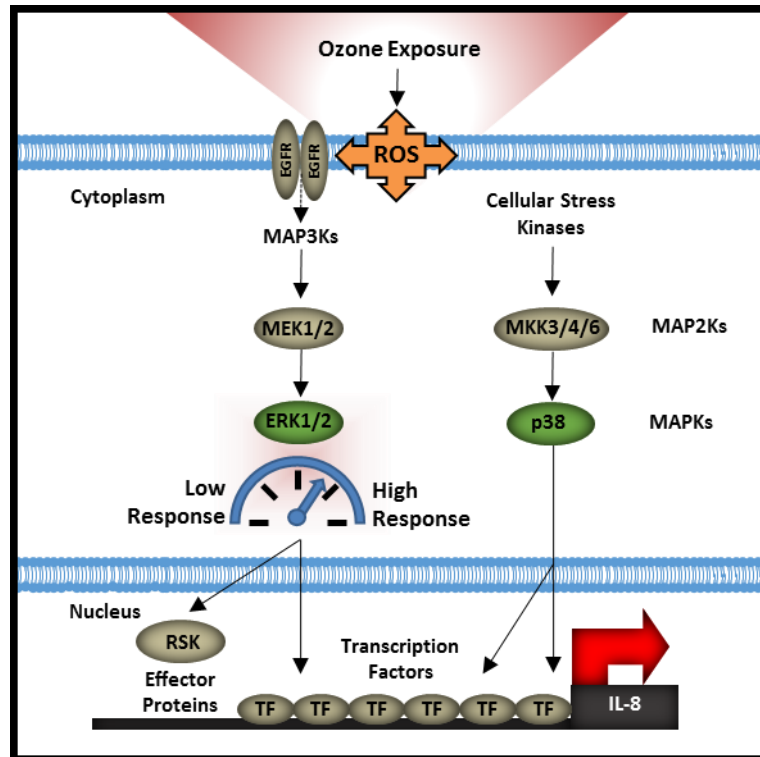 Ozone Exposure
EGFR
EGFR
ROS
Cytoplasm
MAP3Ks
Cellular Stress
Kinases
MEK1/2
MKK3/4/6
MAP2Ks
ERK1/2
p38
MAPKs
Low
Response
High
Response
Nucleus
RSK
Effector
Proteins
Transcription
Factors
TF
TF
TF
TF
TF
TF
IL-8